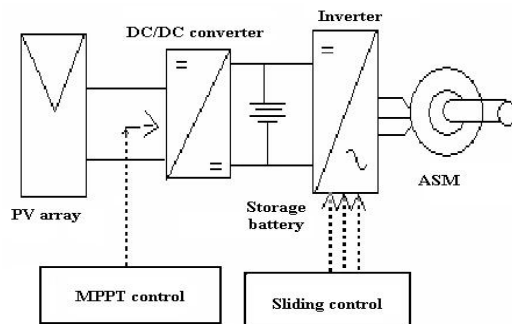 Inverter
DC/DC converter
PV array
Storage
battery
ASM
MPPT control
Sliding control